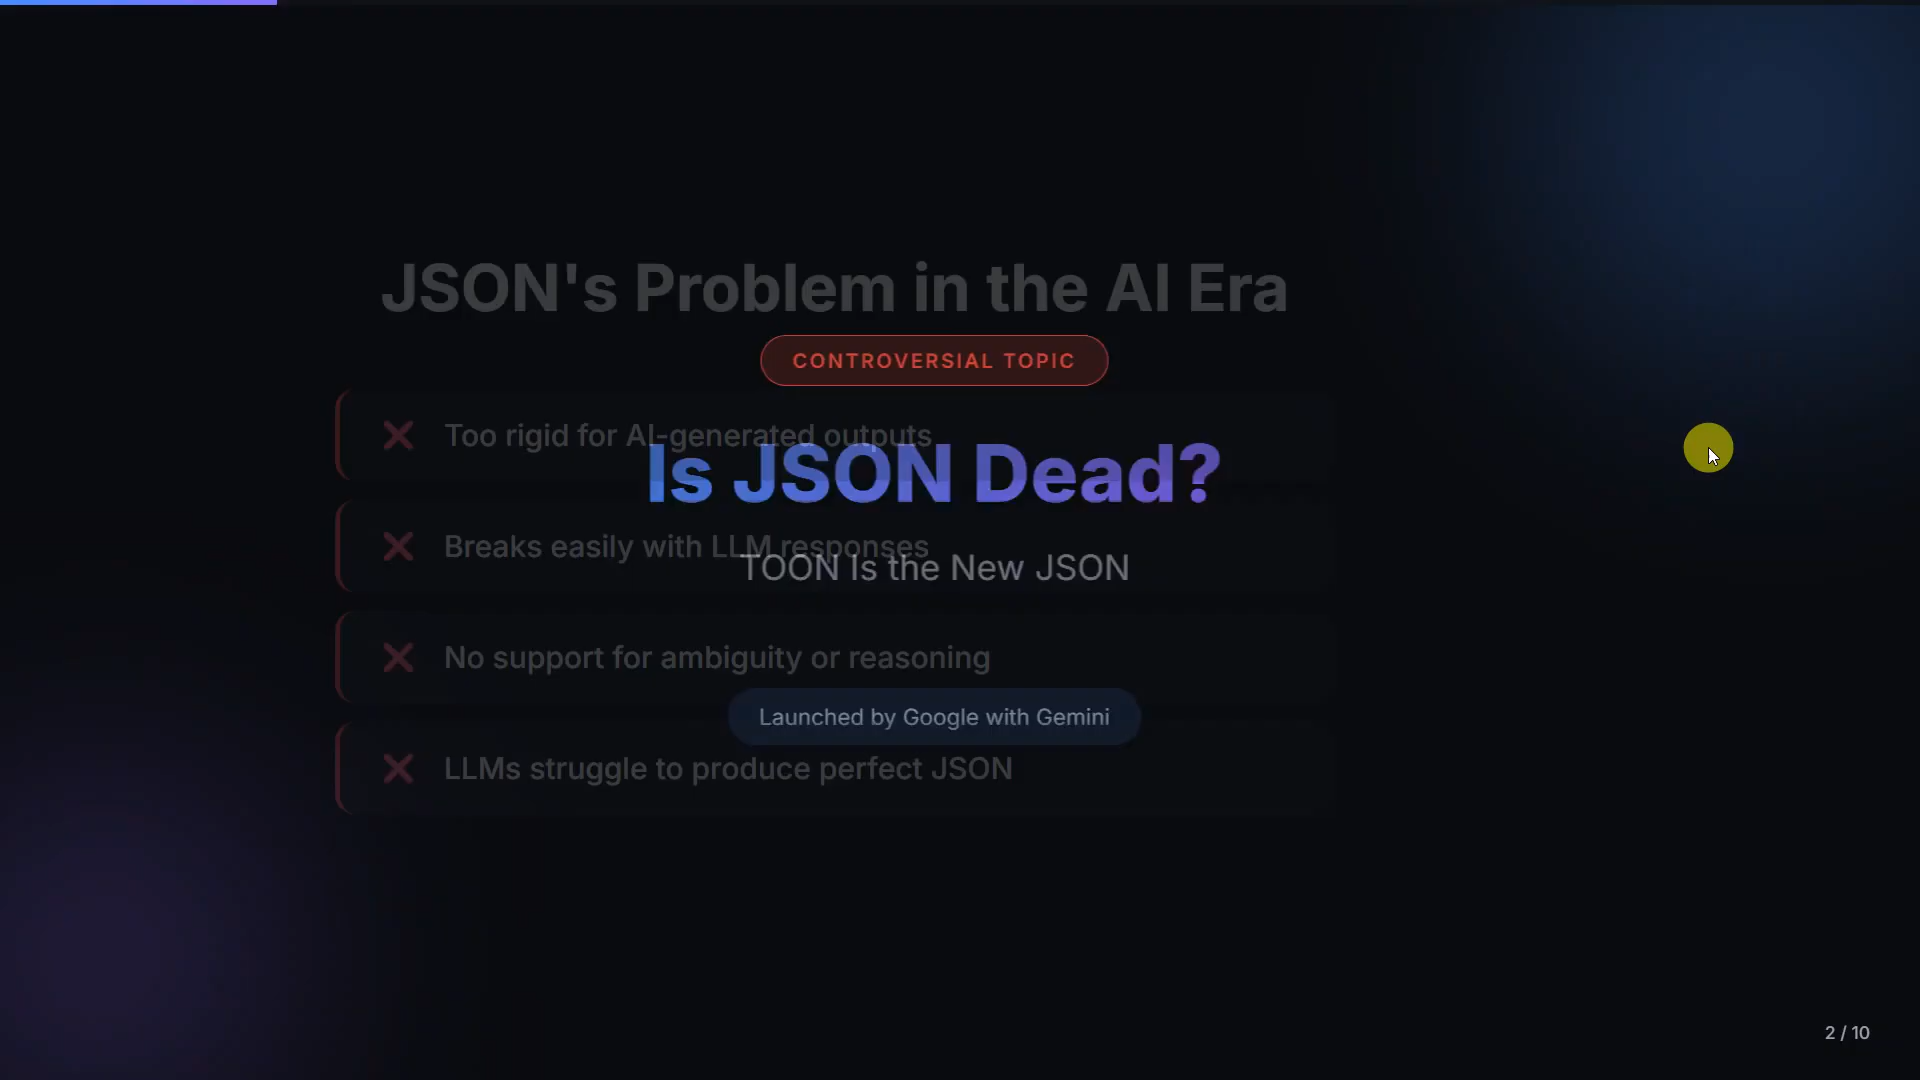 JSON's Problem in the AI Era
CONTROVERSIAL TOPIC
Too rigid for AI-generated outputs
Is JSON Dead?
Breaks easily with LLM responses
TOON Is the New JSON
No support for ambiguity or reasoning
Launched by Google with Gemini
LLMs struggle to produce perfect JSON
2 / 10